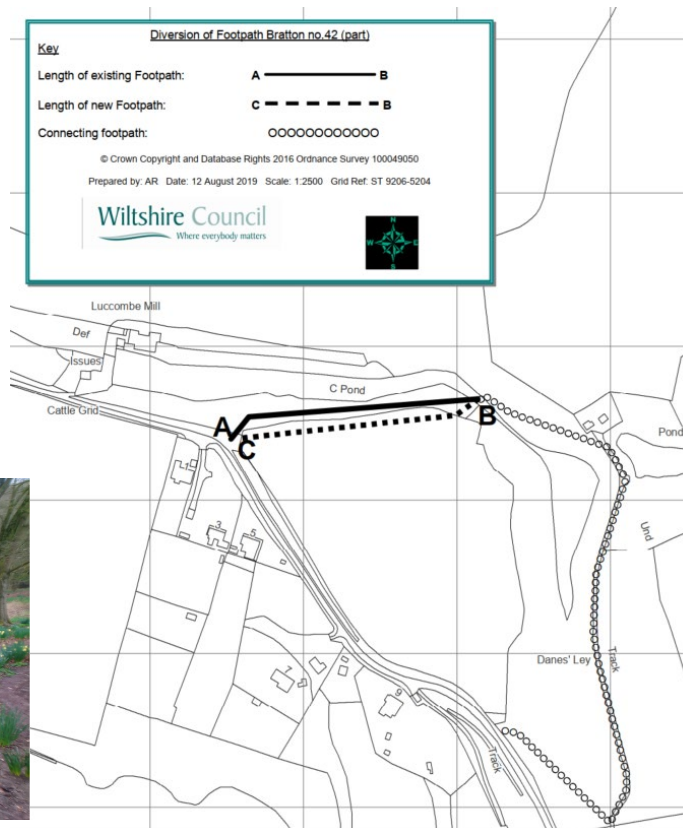 Diversion of Footpath Bratton no.42 (part)
Key
Length of existing Footpath: A B
Length of new Footpath: C B
Connecting footpath: OOOOOOOOOOOO
© Crown Copyright and Database Rights 2016 Ordnance Survey 100049050
Prepared by: AR Date: 12 August 2019 Scale: 1:2500 Grid Ref: ST 9206-5204
Wiltshire Council
Where everybody matters
N
W E
S
Luccombe Mill
Def
Issues
C Pond
Cattle Grid
A
B
C
Pond
1
3
5
Und
Danes' Ley
Track
7
9
Track